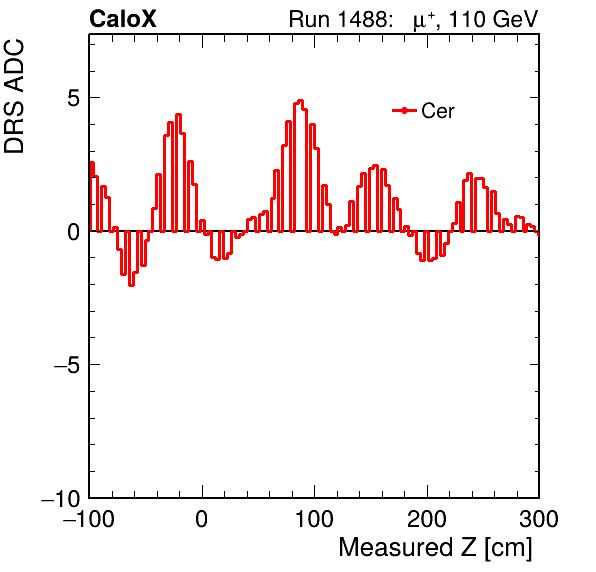 CaloX Run 1488: μ⁺, 110 GeV
DRS ADC
Cer
5
0
−5
−10
−100 0 100 200 300
Measured Z [cm]